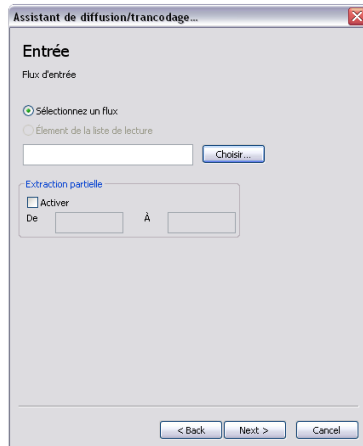 Assistant de diffusion/trancodage...
Entrée
Flux d'entrée
Sélectionnez un flux
Élement de la liste de lecture
Choisir...
Extraction partielle
Activer
De À
< Back Next > Cancel